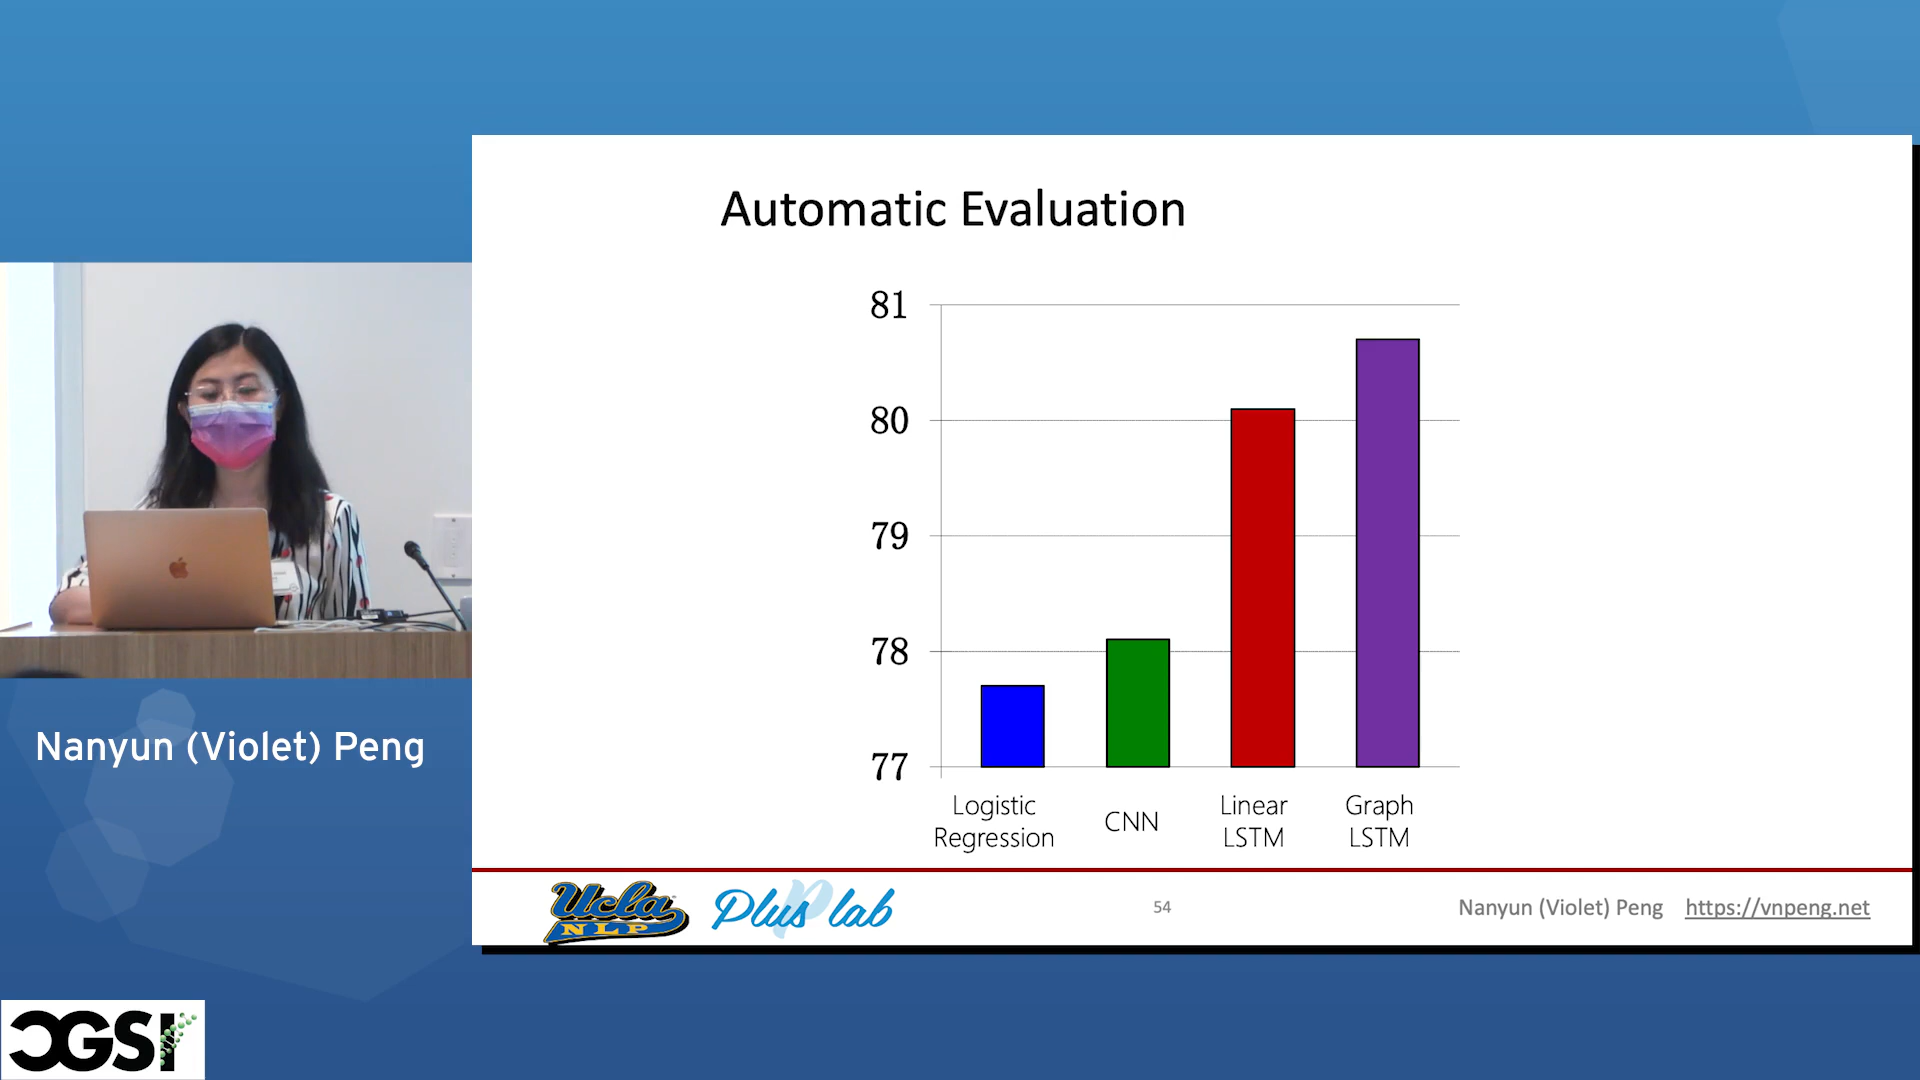 Automatic Evaluation
81
80
79
78
77
Logistic
Regression
CNN
Linear
LSTM
Graph
LSTM
Ucla
NLP
Plus lab
54
Nanyun (Violet) Peng
https://vnpeng.net
Nanyun (Violet) Peng
CGSI